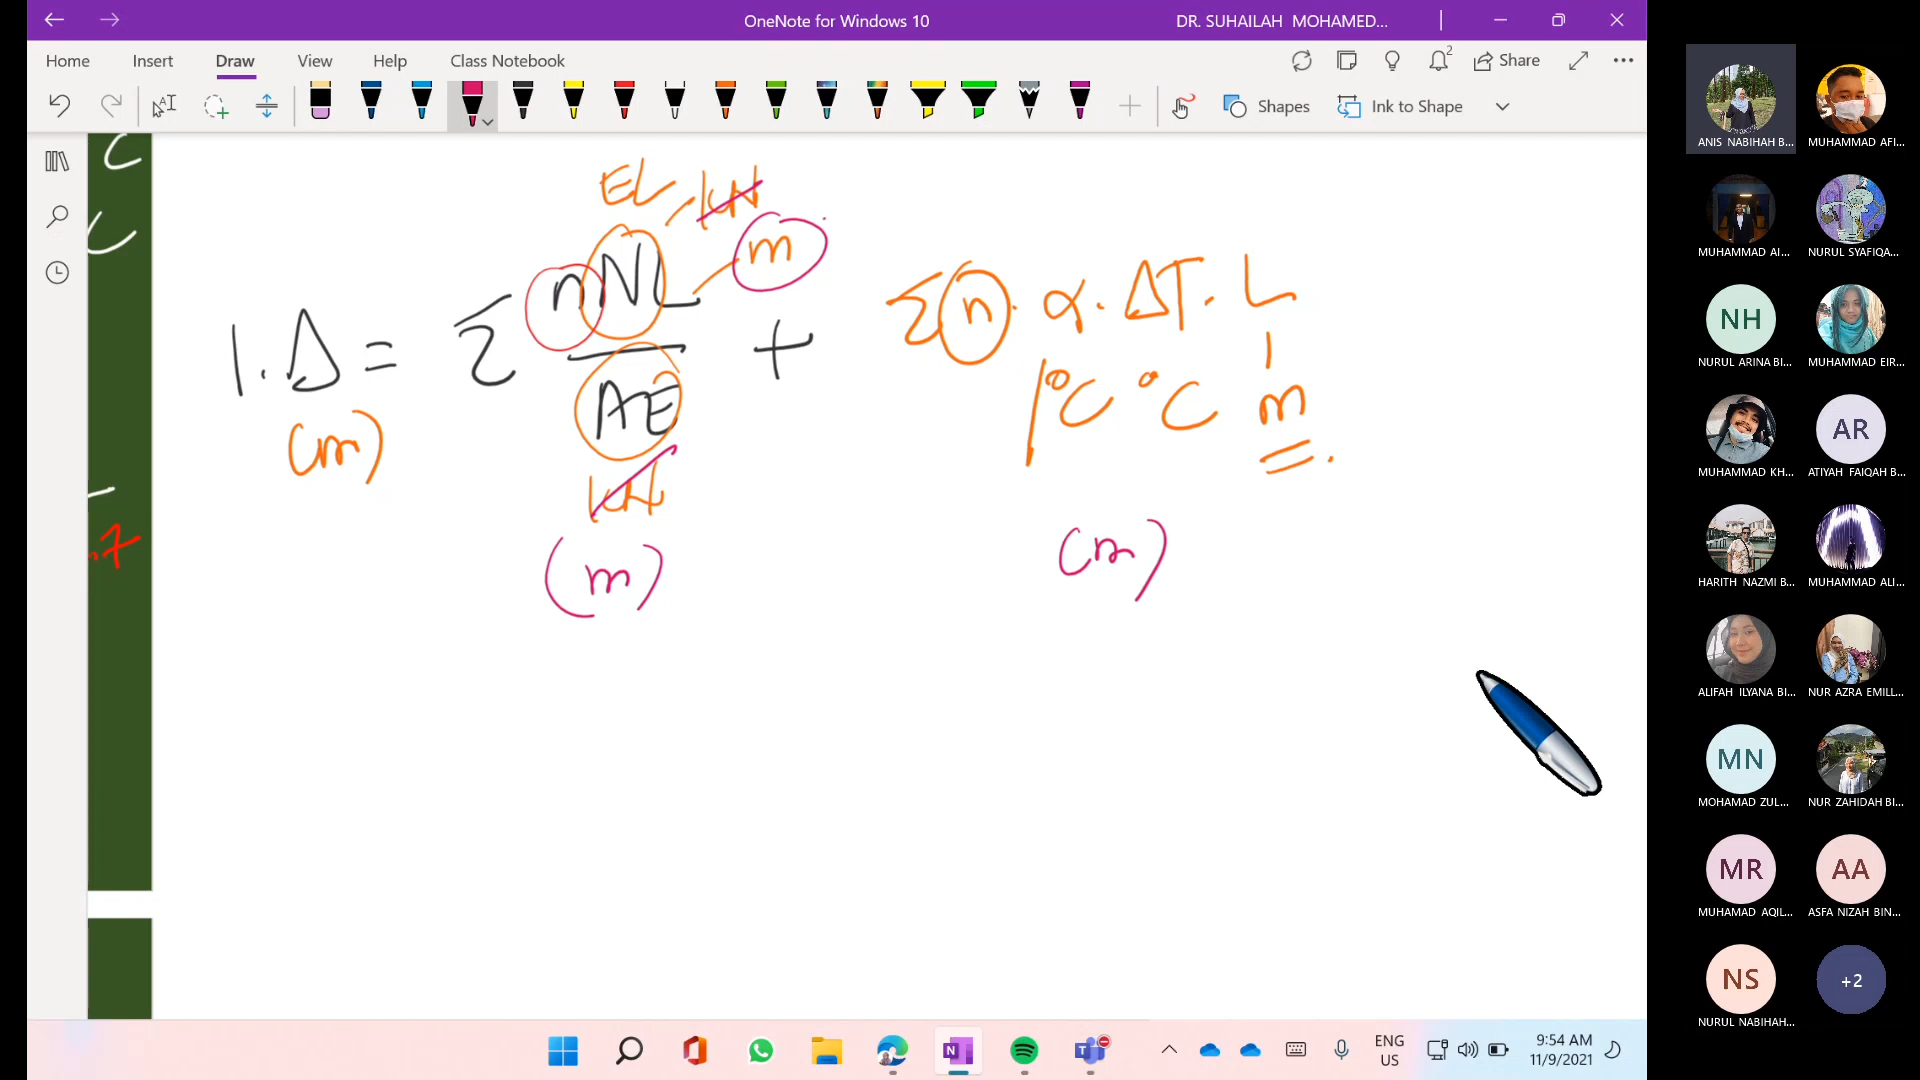 OneNote for Windows 10
DR. SUHAILAH MOHAMED...
Home Insert Draw View Help Class Notebook
2
Share
Shapes
Ink to Shape
C
.7
EL kN
m
1.Δ = Σ nNL / AE + Σ n. α. ΔT. L
(m)
kN
/°C °C m
(m)
(m)
ANIS NABIHAH B...
MUHAMMAD AFI...
MUHAMMAD AI...
NURUL SYAFIQA...
NH
NURUL ARINA BI...
MUHAMMAD EIR...
MUHAMMAD KH...
AR
ATIYAH FAIQAH B...
HARITH NAZMI B...
MUHAMMAD ALI...
ALIFAH ILYANA BI...
NUR AZRA EMILL...
MN
MOHAMAD ZUL...
NUR ZAHIDAH BI...
MR
MUHAMAD AQIL...
AA
ASFA NIZAH BIN...
NS
NURUL NABIHAH...
+2
ENG
US
9:54 AM
11/9/2021